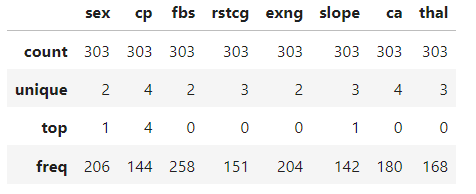 sex cp fbs rstcg exng slope ca thal
count 303 303 303 303 303 303 303 303
unique 2 4 2 3 2 3 4 3
top 1 4 0 0 0 1 0 0
freq 206 144 258 151 204 142 180 168